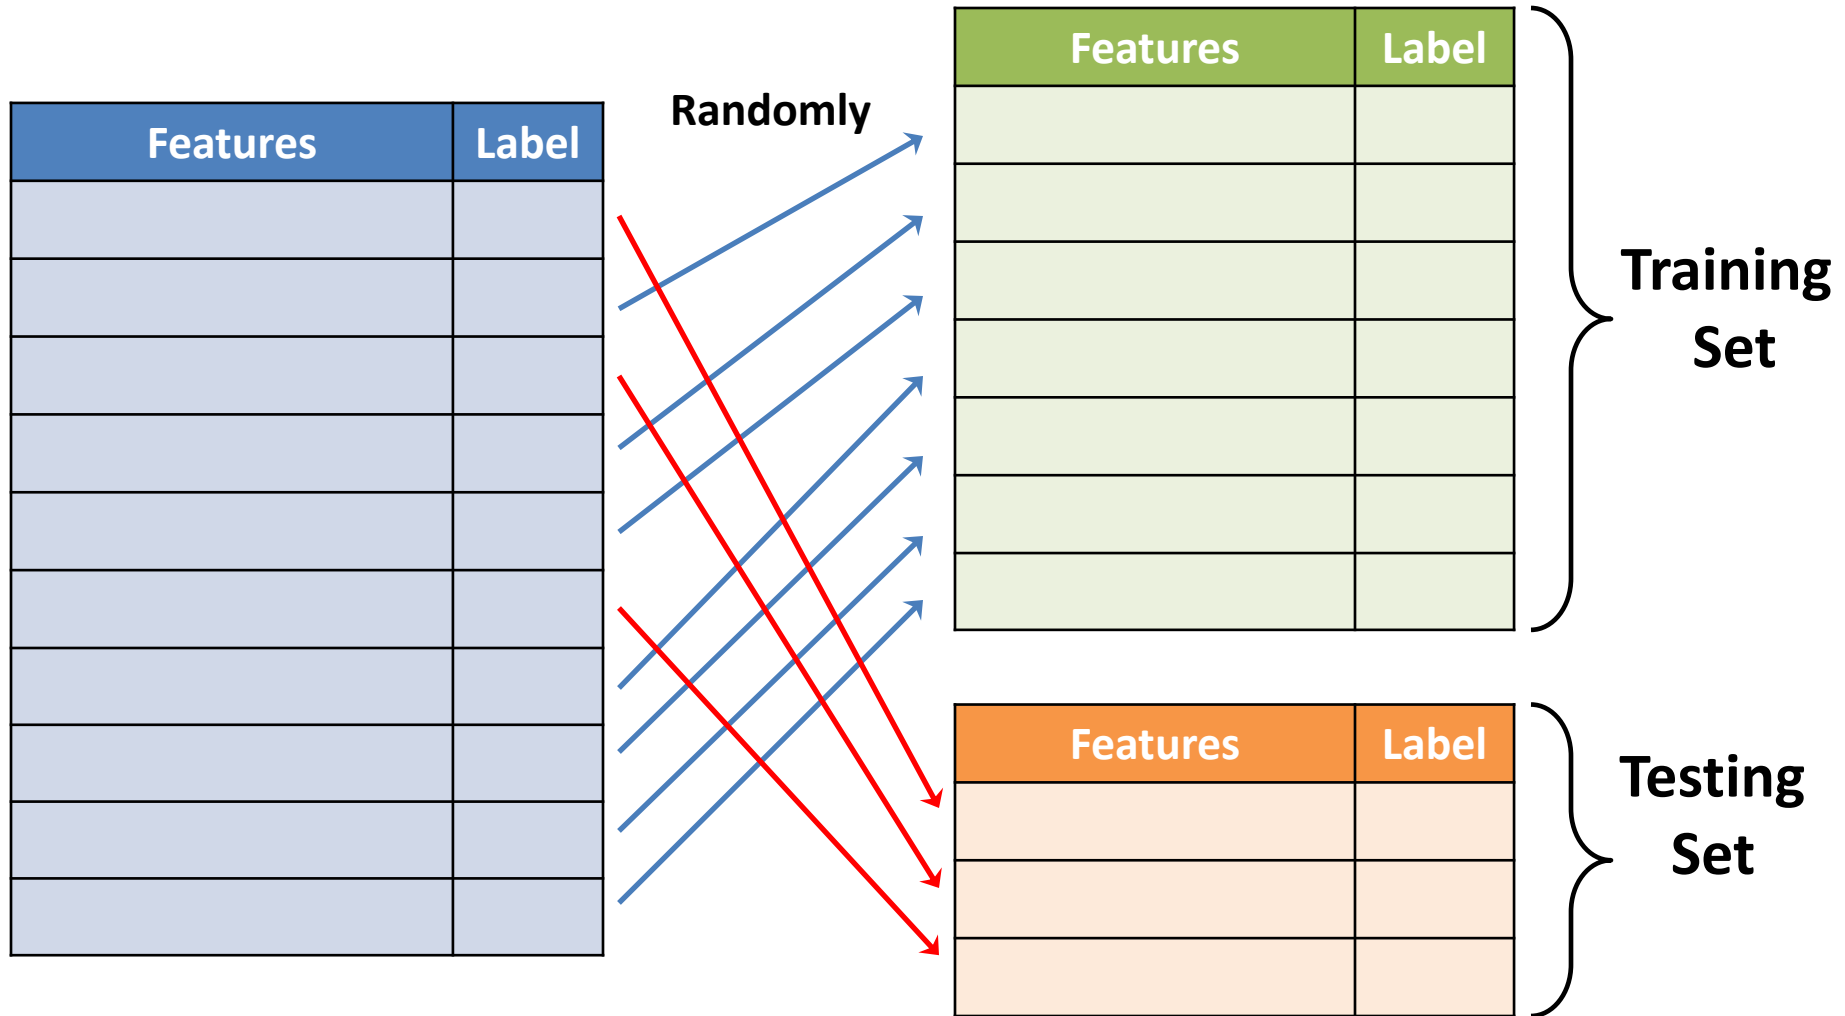 Features Label
Randomly
Features Label
Training
Set
Features Label
Testing
Set